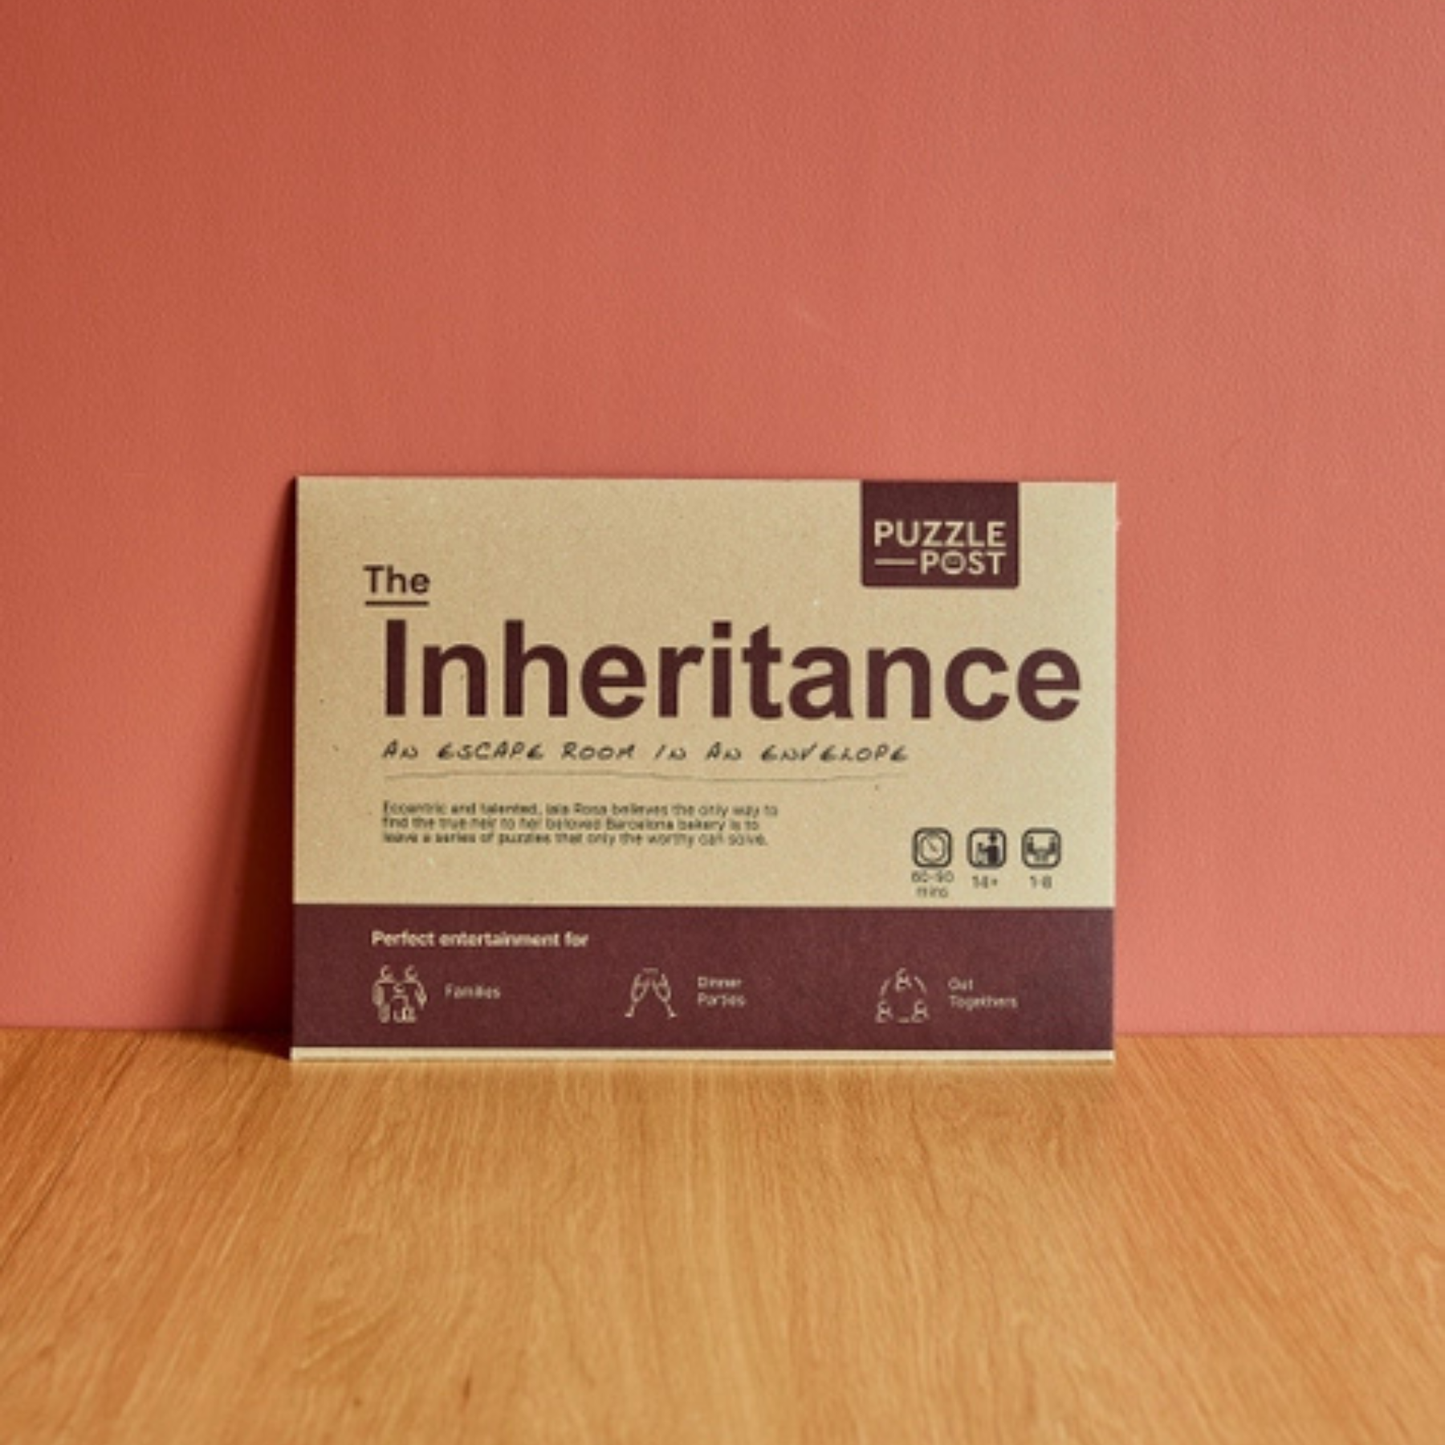 PUZZLE
POST
The
Inheritance
AN ESCAPE ROOM IN AN ENVELOPE
Eccentric and talented, Iaia Rosa believes the only way to
find the true heir to her beloved Barcelona bakery is to
leave a series of puzzles that only the worthy can solve.
60-90
mins
14+
1-8
Perfect entertainment for
Families
Dinner
Parties
Get
Togethers